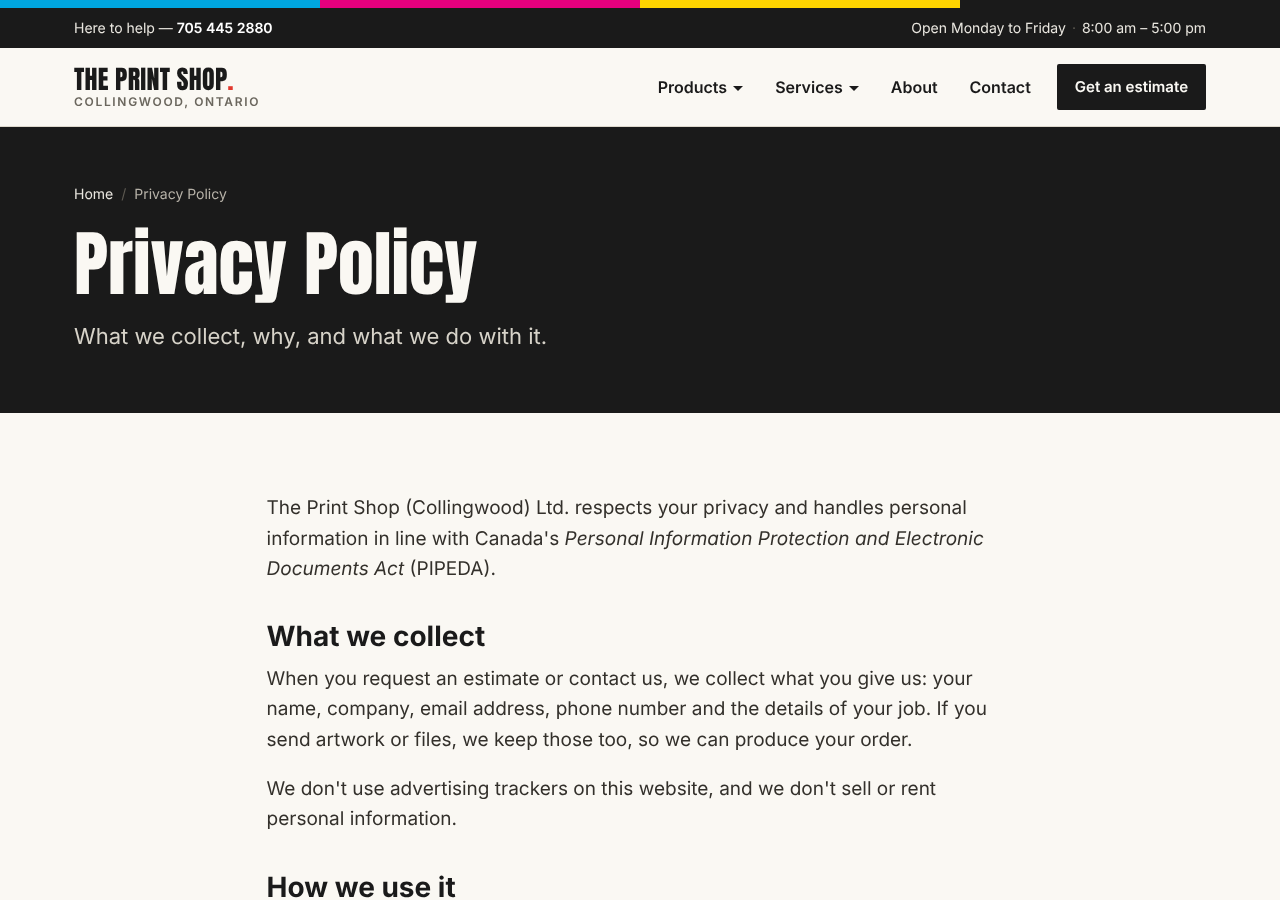 Here to help — 705 445 2880
Open Monday to Friday · 8:00 am – 5:00 pm
THE PRINT SHOP.
COLLINGWOOD, ONTARIO
Products
Services
About
Contact
Get an estimate
Home / Privacy Policy
Privacy Policy
What we collect, why, and what we do with it.
The Print Shop (Collingwood) Ltd. respects your privacy and handles personal
information in line with Canada's Personal Information Protection and Electronic
Documents Act (PIPEDA).
What we collect
When you request an estimate or contact us, we collect what you give us: your
name, company, email address, phone number and the details of your job. If you
send artwork or files, we keep those too, so we can produce your order.
We don't use advertising trackers on this website, and we don't sell or rent
personal information.
How we use it